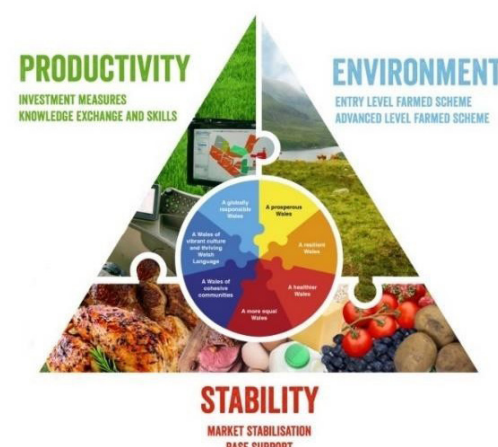 PRODUCTIVITY
INVESTMENT MEASURES
KNOWLEDGE EXCHANGE AND SKILLS
ENVIRONMENT
ENTRY LEVEL FARMED SCHEME
ADVANCED LEVEL FARMED SCHEME
A globally
responsible
Wales
A prosperous
Wales
A Wales of
vibrant culture
and thriving
Welsh
Language
A resilient
Wales
A Wales of
cohesive
communities
A healthier
Wales
A more equal
Wales
STABILITY
MARKET STABILISATION
BASE SUPPORT